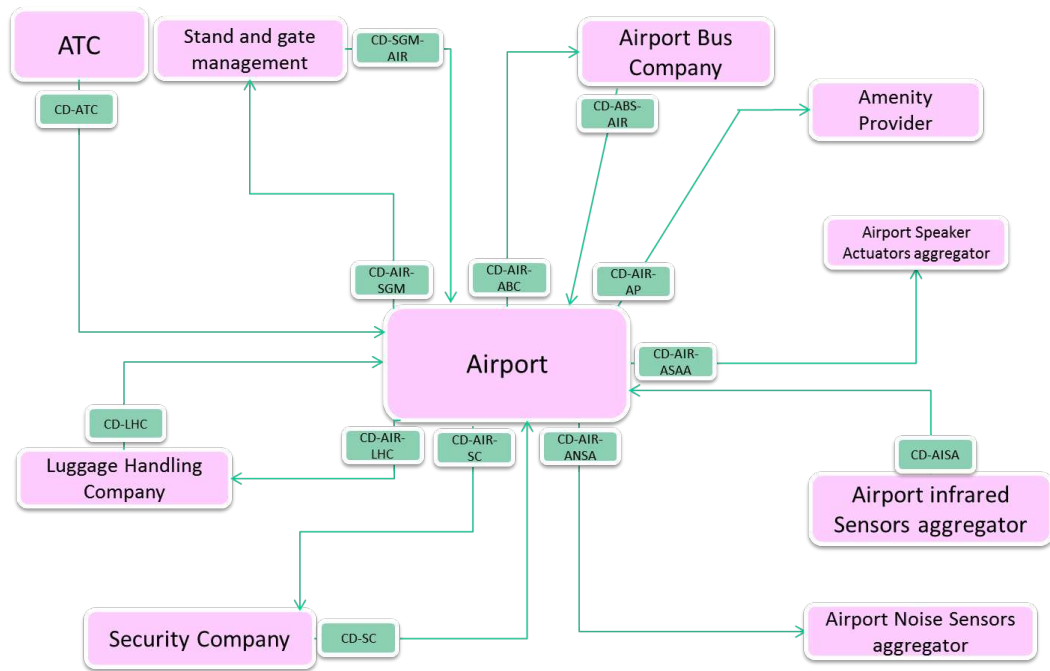 ATC
Stand and gate
management
CD-SGM-
AIR
Airport Bus
Company
Amenity
Provider
CD-ATC
CD-ABS-
AIR
Airport Speaker
Actuators aggregator
CD-AIR-
SGM
CD-AIR-
ABC
CD-AIR-
AP
Airport
CD-AIR-
ASAA
CD-LHC
CD-AIR-
LHC
CD-AIR-
SC
CD-AIR-
ANSA
CD-AISA
Luggage Handling
Company
Airport infrared
Sensors aggregator
Security Company
CD-SC
Airport Noise Sensors
aggregator